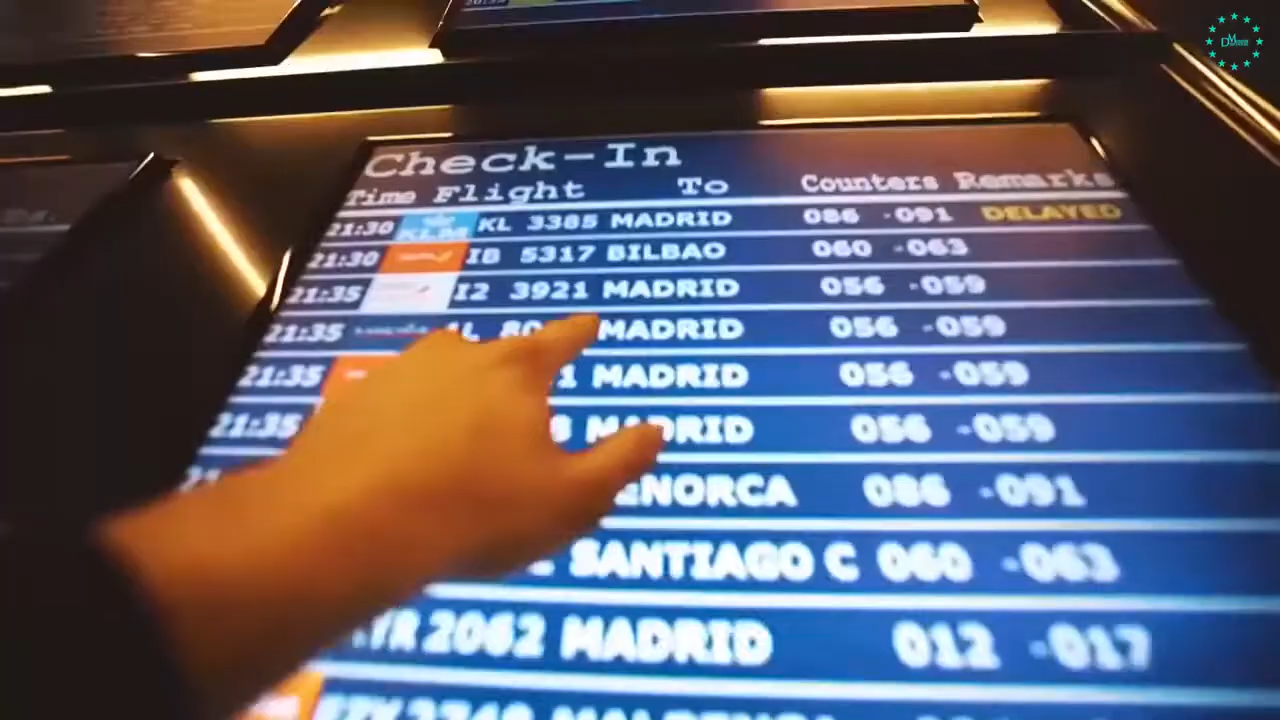 Check-In
Time Flight To Counters Remarks
21:30 KLM KL 3385 MADRID 086 -091 DELAYED
21:30 IB 5317 BILBAO 060 -063
21:35 I2 3921 MADRID 056 -059
21:35 MADRID 056 -059
21:35 MADRID 056 -059
21:35 056 -059
086 -091
SANTIAGO C 060 -063
2062 MADRID 012 -017